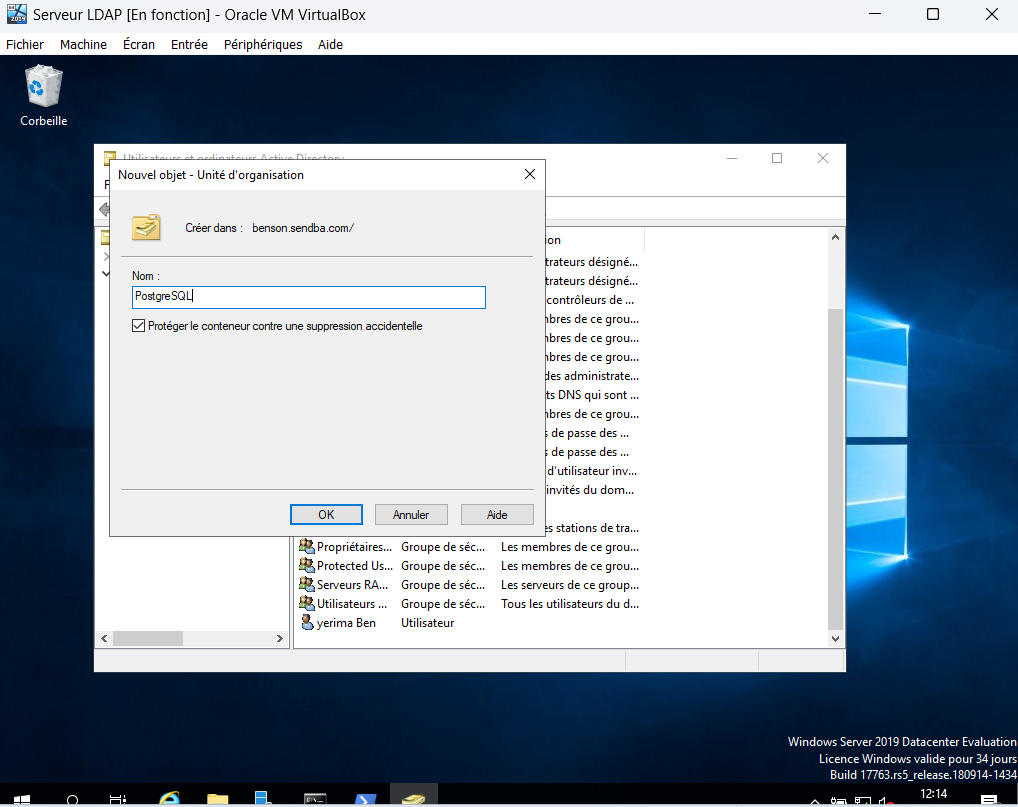 Serveur LDAP [En fonction] - Oracle VM VirtualBox
Fichier Machine Écran Entrée Périphériques Aide
Corbeille
Utilisateurs et ordinateurs Active Directory
Nouvel objet - Unité d'organisation
Créer dans : benson.sendba.com/
Nom :
PostgreSQL
Protéger le conteneur contre une suppression accidentelle
OK Annuler Aide
ion
trateurs désigné...
trateurs désigné...
contrôleurs de ...
nbres de ce grou...
nbres de ce grou...
nbres de ce grou...
des administrate...
ts DNS qui sont ...
nbres de ce grou...
s de passe des ...
s de passe des ...
d'utilisateur inv...
invités du dom...
es stations de tra...
Propriétaires... Groupe de séc... Les membres de ce grou...
Protected Us... Groupe de séc... Les membres de ce grou...
Serveurs RA... Groupe de séc... Les serveurs de ce group...
Utilisateurs ... Groupe de séc... Tous les utilisateurs du d...
yerima Ben Utilisateur
Windows Server 2019 Datacenter Evaluation
Licence Windows valide pour 34 jours
Build 17763.rs5_release.180914-1434
12:14